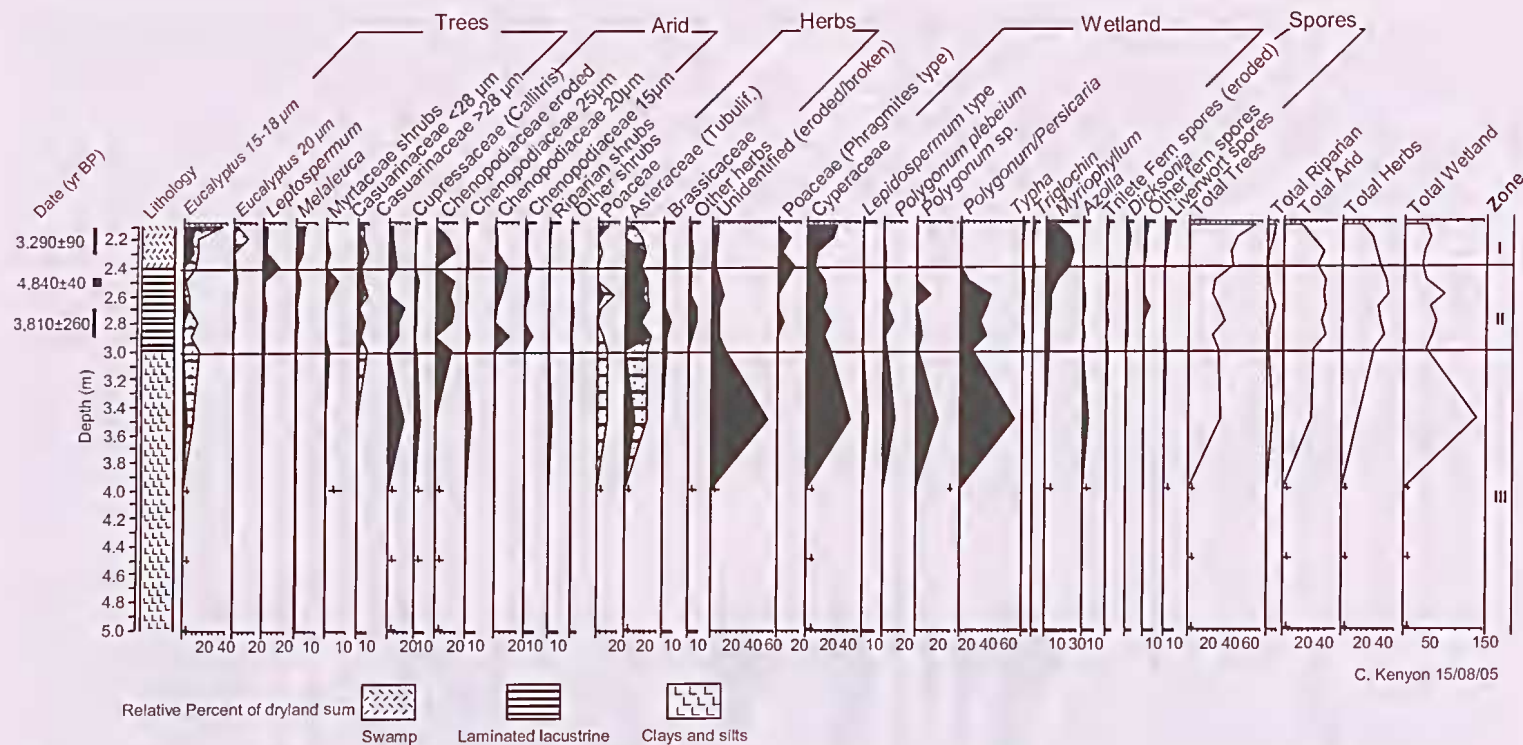 Trees Arid Herbs Wetland Spores
Date (yr BP)
Lithology
Eucalyptus 15-18 µm
Eucalyptus 20 µm
Leptospermum
Melaleuca
Myrtaceae shrubs
Casuarinaceae <28 µm
Casuarinaceae >28 µm
Cupressaceae (Callitris)
Chenopodiaceae eroded
Chenopodiaceae 25µm
Chenopodiaceae 20µm
Chenopodiaceae 15µm
Riparian shrubs
Other shrubs
Poaceae
Asteraceae (Tubulif.)
Brassicaceae
Other herbs
Unidentified (eroded/broken)
Poaceae (Phragmites type)
Cyperaceae
Lepidospermum type
Polygonum plebeium
Polygonum sp.
Polygonum/Persicaria
Typha
Triglochin
Myriophyllum
Azolla
Trilete Fern spores (eroded)
Dicksonia
Other fern spores
Liverwort spores
Total Trees
Total Riparian
Total Arid
Total Herbs
Total Wetland
Zone
3,290±90
4,840±40
3,810±260
Depth (m)
2.2
2.4
2.6
2.8
3.0
3.2
3.4
3.6
3.8
4.0
4.2
4.4
4.6
4.8
5.0
I
II
III
20 40 20 20 10 10 10 20 10 20 10 20 10 10 10 20 20 10 10 20 40 60 10 20 40 10 20 20 20 40 60 10 30 10 10 10 20 40 60 20 40 20 40 50 150
C. Kenyon 15/08/05
Relative Percent of dryland sum
Swamp Laminated lacustrine Clays and silts